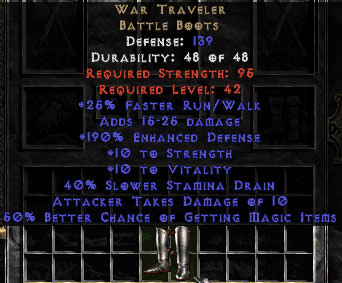 War Traveler
Battle Boots
Defense: 139
Durability: 48 of 48
Required Strength: 95
Required Level: 42
+25% Faster Run/Walk
Adds 15-25 damage
+190% Enhanced Defense
+10 to Strength
+10 to Vitality
40% Slower Stamina Drain
Attacker Takes Damage of 10
50% Better Chance of Getting Magic Items